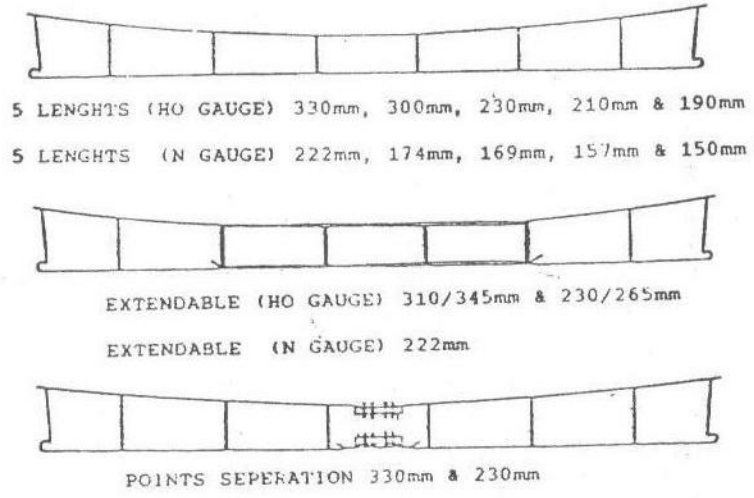 5 LENGHTS (HO GAUGE) 330mm, 300mm, 230mm, 210mm & 190mm
5 LENGHTS (N GAUGE) 222mm, 174mm, 169mm, 157mm & 150mm
EXTENDABLE (HO GAUGE) 310/345mm & 230/265mm
EXTENDABLE (N GAUGE) 222mm
POINTS SEPERATION 330mm & 230mm